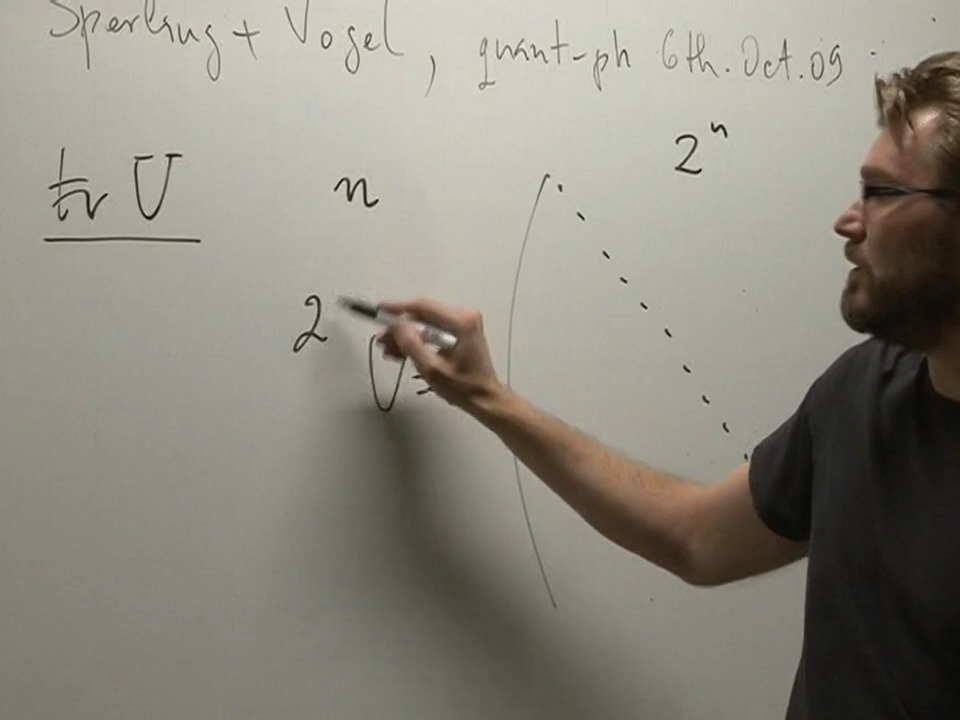 Sperling + Vogel, quant-ph 6th. Oct. 09
tr U n 2ⁿ
2
U =